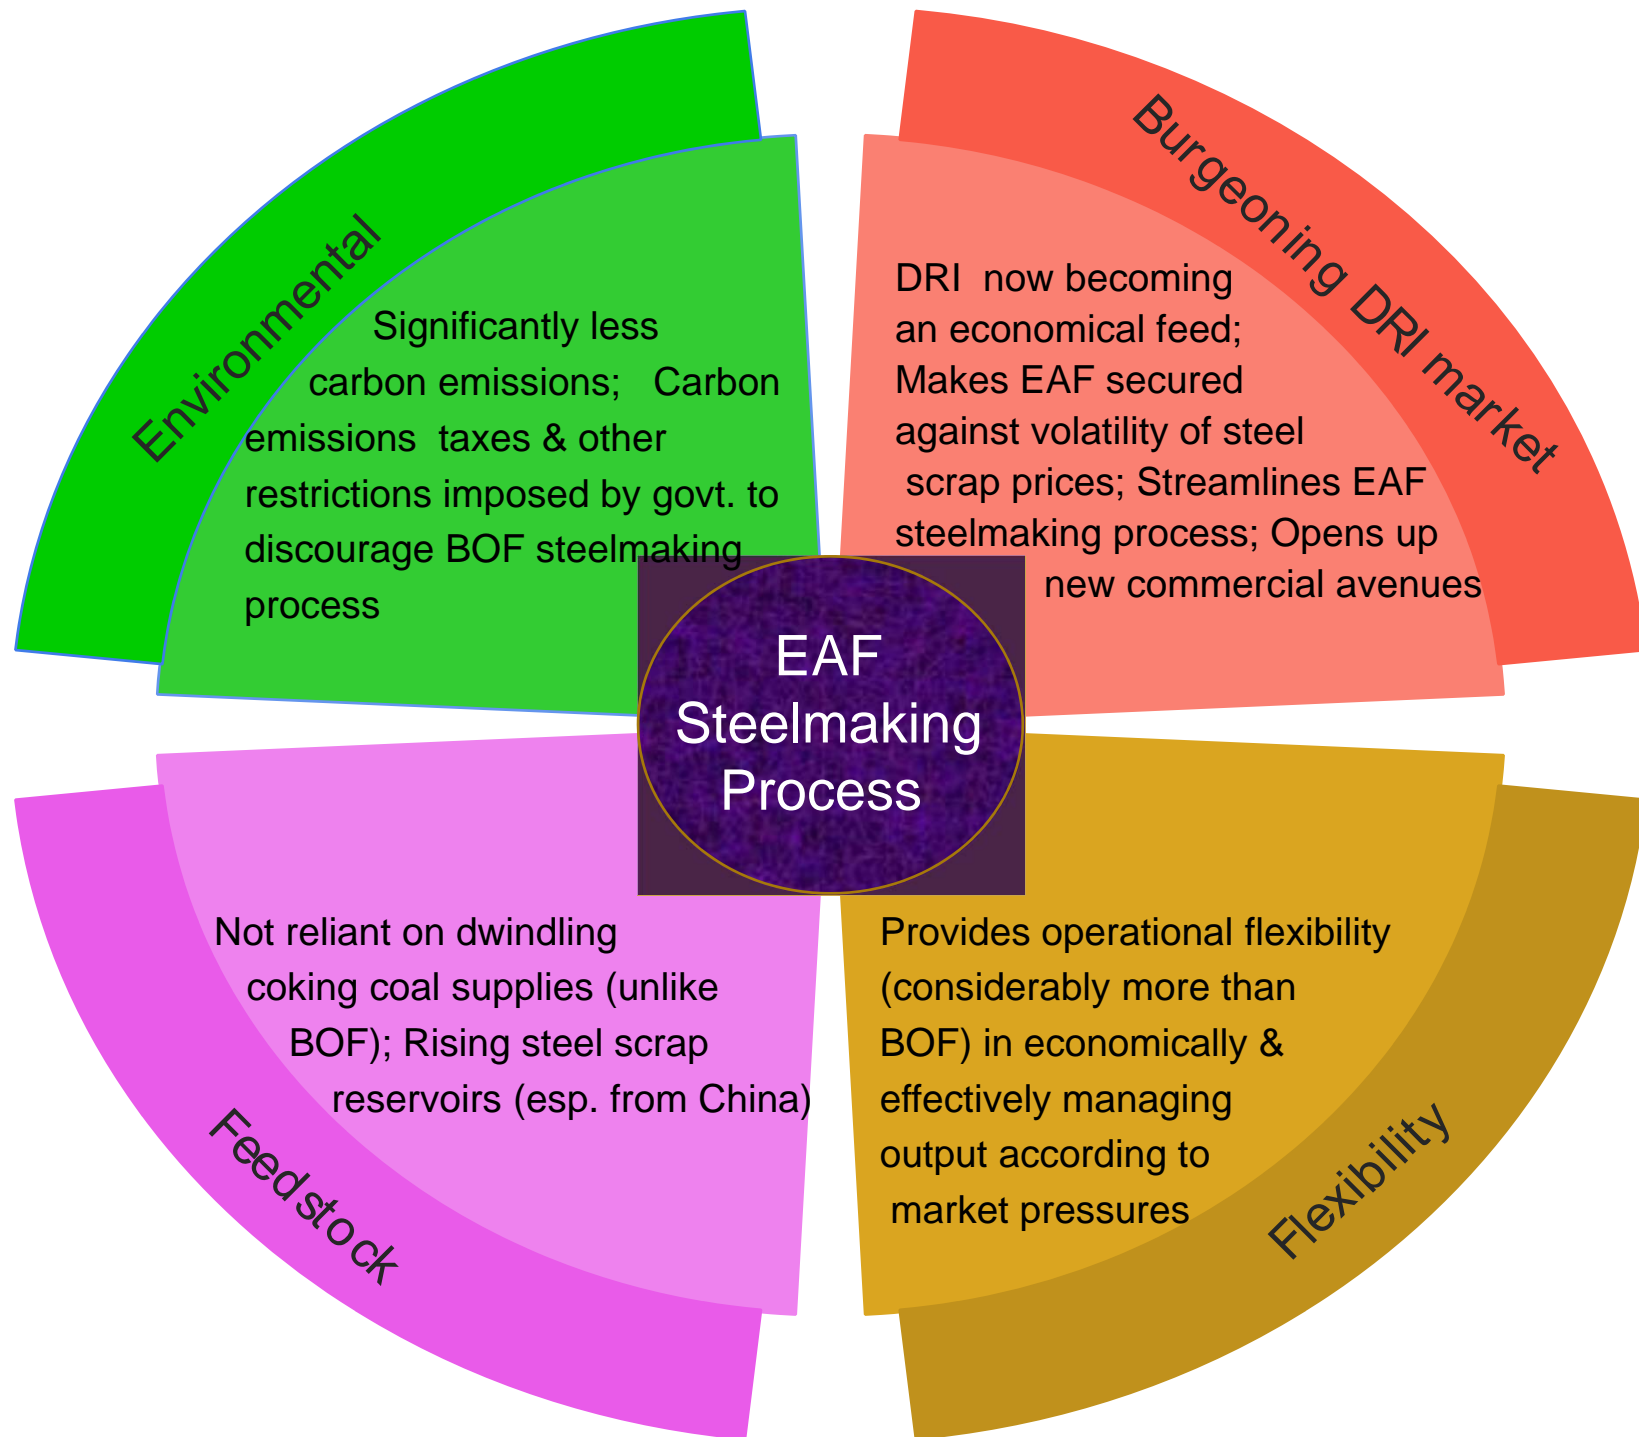 Environmental
Significantly less
carbon emissions; Carbon
emissions taxes & other
restrictions imposed by govt. to
discourage BOF steelmaking
process
Burgeoning DRI market
DRI now becoming
an economical feed;
Makes EAF secured
against volatility of steel
scrap prices; Streamlines EAF
steelmaking process; Opens up
new commercial avenues
EAF
Steelmaking
Process
Feedstock
Not reliant on dwindling
coking coal supplies (unlike
BOF); Rising steel scrap
reservoirs (esp. from China)
Flexibility
Provides operational flexibility
(considerably more than
BOF) in economically &
effectively managing
output according to
market pressures